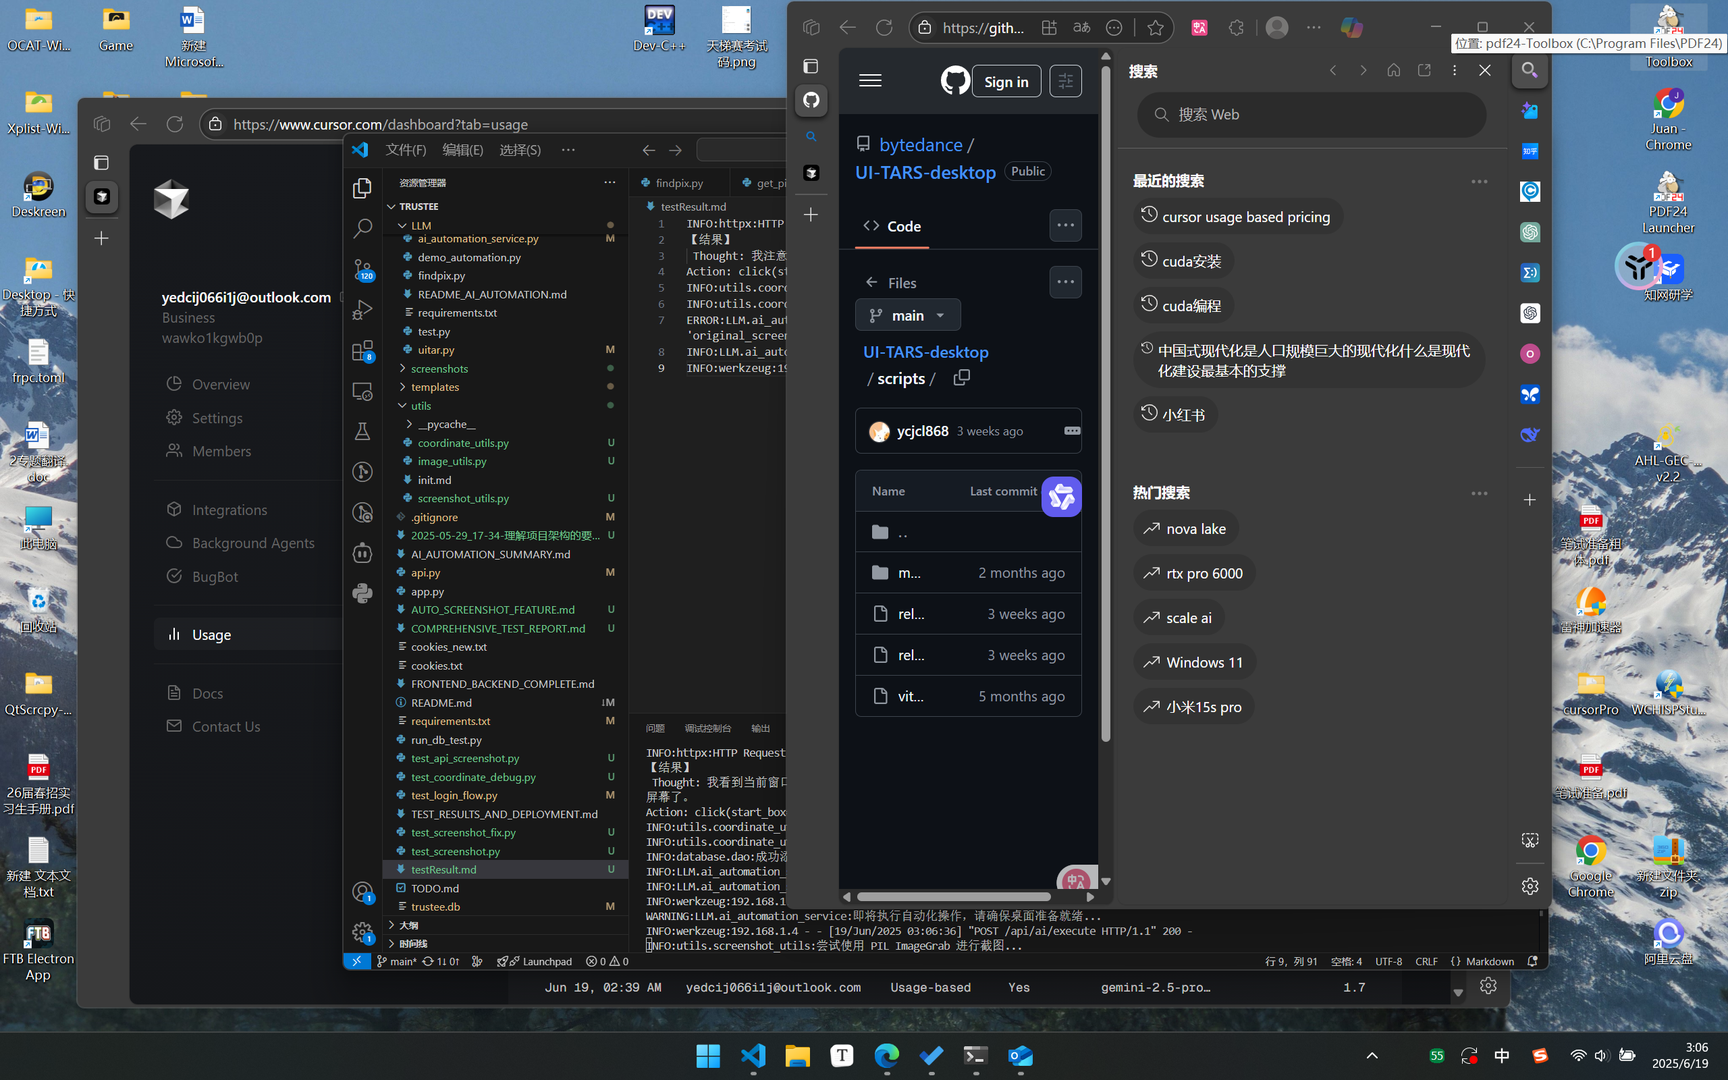 OCAT-Wi...
Game
新建
Microsof...
Dev-C++
天梯赛考试
码.png
位置: pdf24-Toolbox (C:\Program Files\PDF24)
Toolbox
Xplist-Wi...
Juan -
Chrome
Deskreen
PDF24
Launcher
Desktop - 快
捷方式
知网研学
frpc.toml
2专题翻译.
doc
AHL-GEC-...
v2.2
此电脑
笔试准备粗
体.pdf
回收站
雷神加速器
QtScrcpy-...
cursorPro
WCHISPStu...
26届春招实
习生手册.pdf
笔试准备.pdf
新建 文本文
档.txt
Google
Chrome
新建文件夹.
zip
FTB Electron
App
阿里云盘
https://www.cursor.com/dashboard?tab=usage
yedcij066i1j@outlook.com
Business
wawko1kgwb0p
Overview
Settings
Members
Integrations
Background Agents
BugBot
Usage
Docs
Contact Us
Jun 19, 02:39 AM yedcij066i1j@outlook.com Usage-based Yes gemini-2.5-pro… 1.7
文件(F) 编辑(E) 选择(S) ···
资源管理器
TRUSTEE
LLM
ai_automation_service.py M
demo_automation.py
findpix.py
README_AI_AUTOMATION.md
requirements.txt
test.py
uitar.py M
screenshots
templates
utils
__pycache__
coordinate_utils.py U
image_utils.py U
init.md
screenshot_utils.py U
.gitignore M
2025-05-29_17-34-理解项目架构的要... U
AI_AUTOMATION_SUMMARY.md
api.py M
app.py
AUTO_SCREENSHOT_FEATURE.md U
COMPREHENSIVE_TEST_REPORT.md U
cookies_new.txt
cookies.txt
FRONTEND_BACKEND_COMPLETE.md
README.md ↓M
requirements.txt M
run_db_test.py
test_api_screenshot.py U
test_coordinate_debug.py U
test_login_flow.py M
TEST_RESULTS_AND_DEPLOYMENT.md
test_screenshot_fix.py U
test_screenshot.py U
testResult.md U
TODO.md
trustee.db M
大纲
时间线
120
8
1
1
findpix.py
get_pi
testResult.md
1 INFO:httpx:HTTP
2 【结果】
3 Thought: 我注意
4 Action: click(st
5 INFO:utils.coord
6 INFO:utils.coord
7 ERROR:LLM.ai_aut
'original_screen
8 INFO:LLM.ai_auto
9 INFO:werkzeug:19
问题 调试控制台 输出
INFO:httpx:HTTP Request
【结果】
Thought: 我看到当前窗口
屏幕了。
Action: click(start_box
INFO:utils.coordinate_u
INFO:utils.coordinate_u
INFO:database.dao:成功添
INFO:LLM.ai_automation_
INFO:LLM.ai_automation_
INFO:werkzeug:192.168.1
WARNING:LLM.ai_automation_service:即将执行自动化操作, 请确保桌面准备就绪...
INFO:werkzeug:192.168.1.4 - - [19/Jun/2025 03:06:36] "POST /api/ai/execute HTTP/1.1" 200 -
INFO:utils.screenshot_utils:尝试使用 PIL ImageGrab 进行截图...
main* 1↓ 0↑ Launchpad 0 0 行 9, 列 91 空格: 4 UTF-8 CRLF {} Markdown
https://gith...
Sign in
bytedance /
UI-TARS-desktop Public
Code
Files
main
UI-TARS-desktop
/ scripts /
ycjcl868 3 weeks ago
Name Last commit
..
m... 2 months ago
rel... 3 weeks ago
rel... 3 weeks ago
vit... 5 months ago
搜索
搜索 Web
最近的搜索
cursor usage based pricing
cuda安装
cuda编程
中国式现代化是人口规模巨大的现代化什么是现代
化建设最基本的支撑
小红书
热门搜索
nova lake
rtx pro 6000
scale ai
Windows 11
小米15s pro
知乎
1
55
中
3:06
2025/6/19